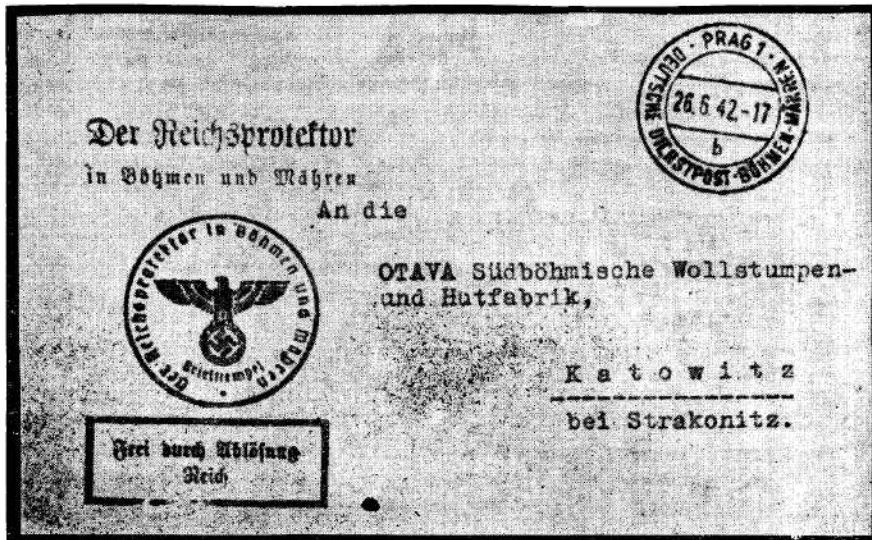 Der Reichsprotektor
in Böhmen und Mähren
PRAG 1
26.6.42.-17
b
DEUTSCHE DIENSTPOST BÖHMEN-MÄHREN
An die
OTAVA Südböhmische Wollstumpen-
und Hutfabrik,
Katowitz
bei Strakonitz.
Der Reichsprotektor in Böhmen und Mähren
Briefstempel
Frei durch Ablösung
Reich